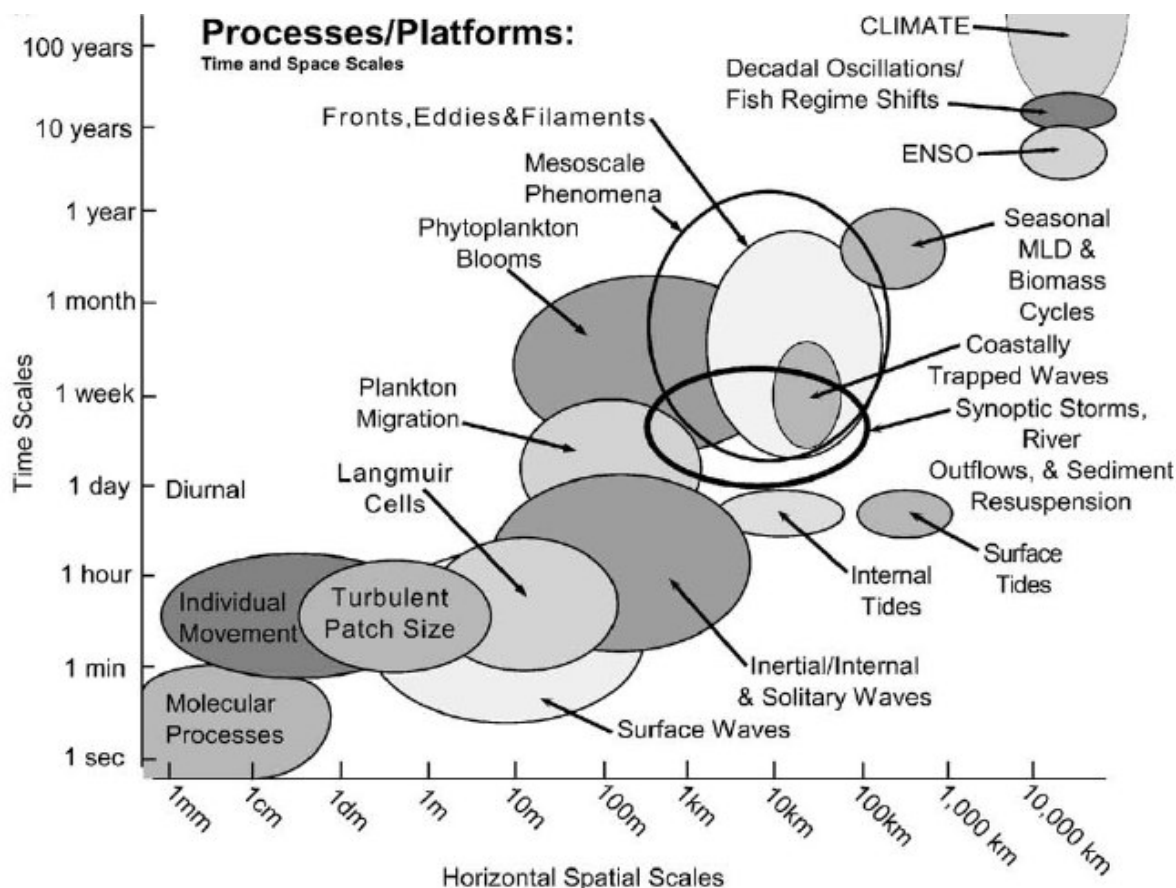 Processes/Platforms:
Time and Space Scales
CLIMATE
Decadal Oscillations/
Fish Regime Shifts
ENSO
Fronts,Eddies&Filaments
Mesoscale
Phenomena
Phytoplankton
Blooms
Seasonal
MLD &
Biomass
Cycles
Coastally
Trapped Waves
Plankton
Migration
Synoptic Storms,
River
Outflows, & Sediment
Resuspension
Langmuir
Cells
Diurnal
Internal
Tides
Surface
Tides
Individual
Movement
Turbulent
Patch Size
Inertial/Internal
& Solitary Waves
Molecular
Processes
Surface Waves
Time Scales
100 years
10 years
1 year
1 month
1 week
1 day
1 hour
1 min
1 sec
1mm
1cm
1dm
1m
10m
100m
1km
10km
100km
1,000 km
10,000 km
Horizontal Spatial Scales